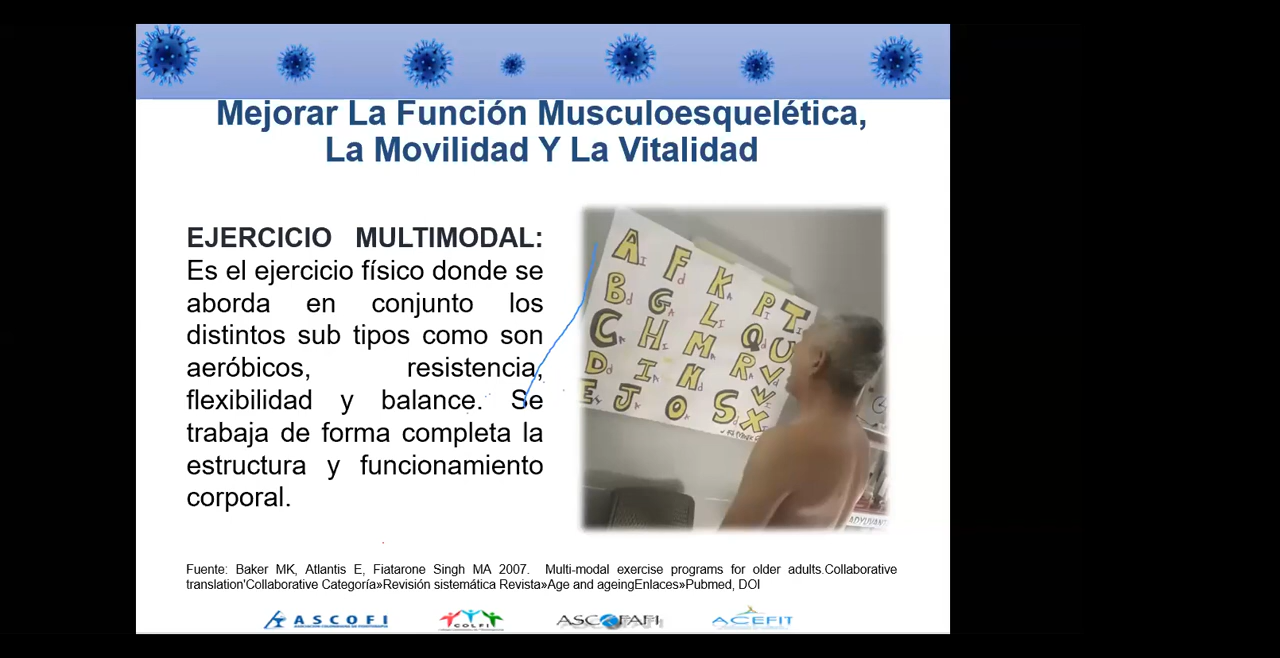 Mejorar La Función Musculoesquelética,
La Movilidad Y La Vitalidad
EJERCICIO MULTIMODAL:
Es el ejercicio físico donde se
aborda en conjunto los
distintos sub tipos como son
aeróbicos, resistencia,
flexibilidad y balance. Se
trabaja de forma completa la
estructura y funcionamiento
corporal.
A I F d K A P I T I
B d G A L I Q d U
C A H I M A R A V d
D I I A N d W I
E J A O A S d X
ADYUVANT
Fuente: Baker MK, Atlantis E, Fiatarone Singh MA 2007. Multi-modal exercise programs for older adults.Collaborative
translation'Collaborative Categoría»Revisión sistemática Revista»Age and ageingEnlaces»Pubmed, DOI
ASCOFI COLFI ASCOFAFI ACEFIT